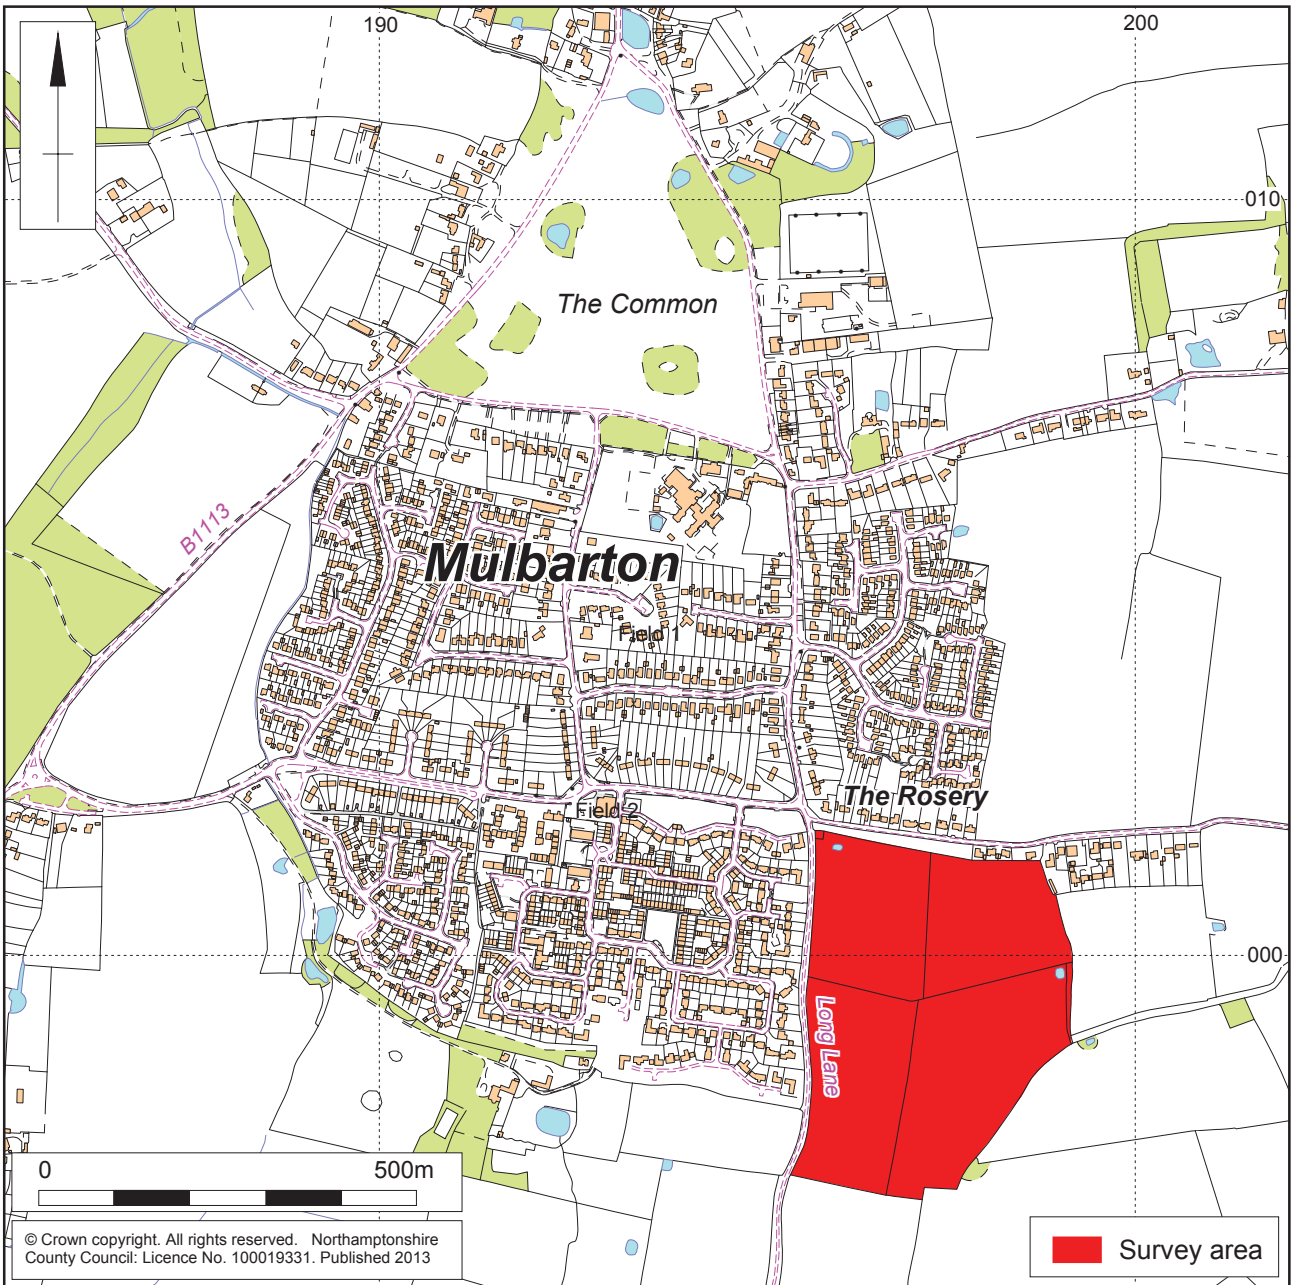 190
200
010
The Common
B1113
Mulbarton
Field 1
The Rosery
Field 2
000
Long Lane
0 500m
© Crown copyright. All rights reserved. Northamptonshire
County Council: Licence No. 100019331. Published 2013
Survey area